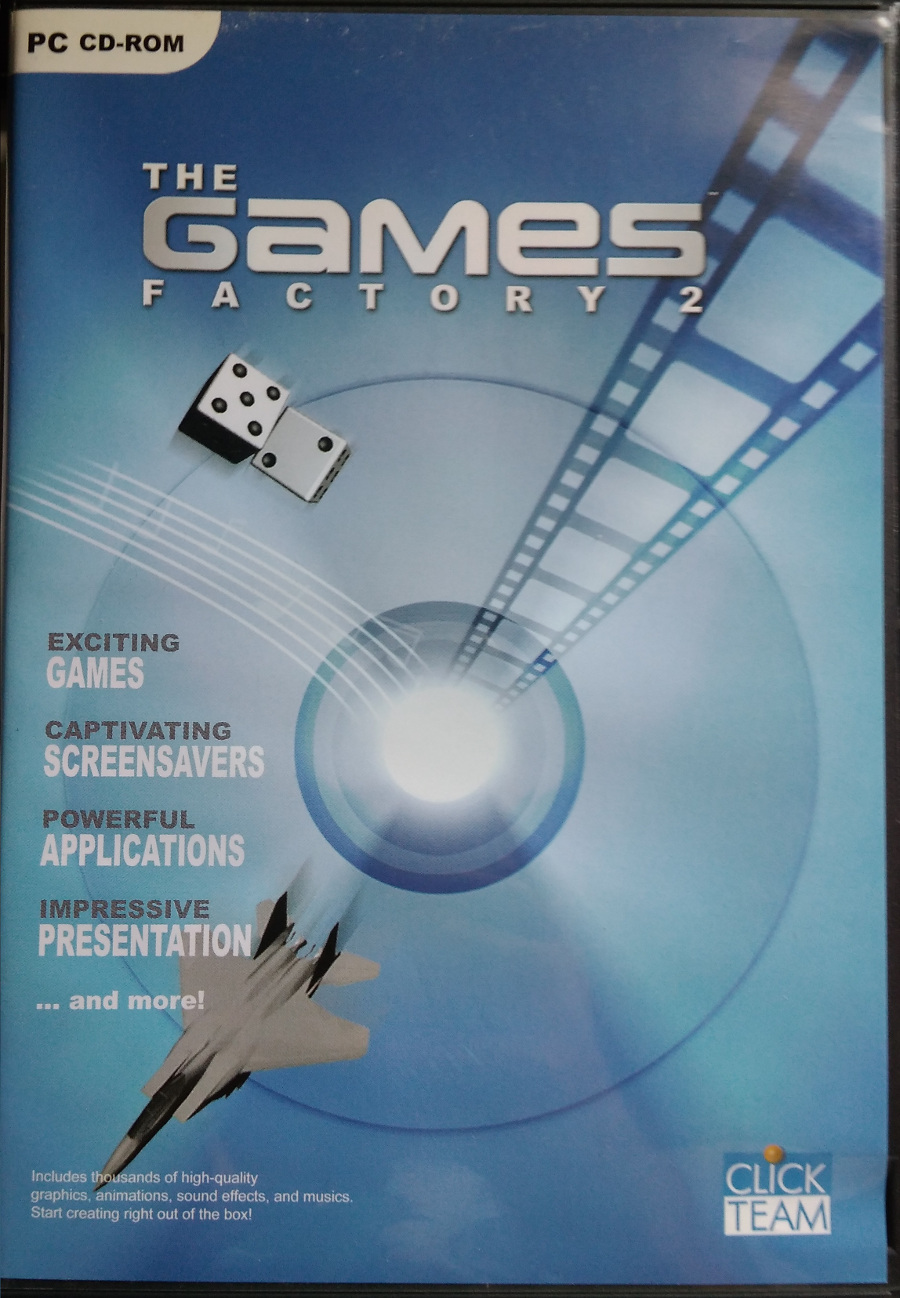 PC CD-ROM
THE
GAMES™
FACTORY 2
EXCITING
GAMES
CAPTIVATING
SCREENSAVERS
POWERFUL
APPLICATIONS
IMPRESSIVE
PRESENTATION
... and more!
Includes thousands of high-quality
graphics, animations, sound effects, and musics.
Start creating right out of the box!
CLICK
TEAM